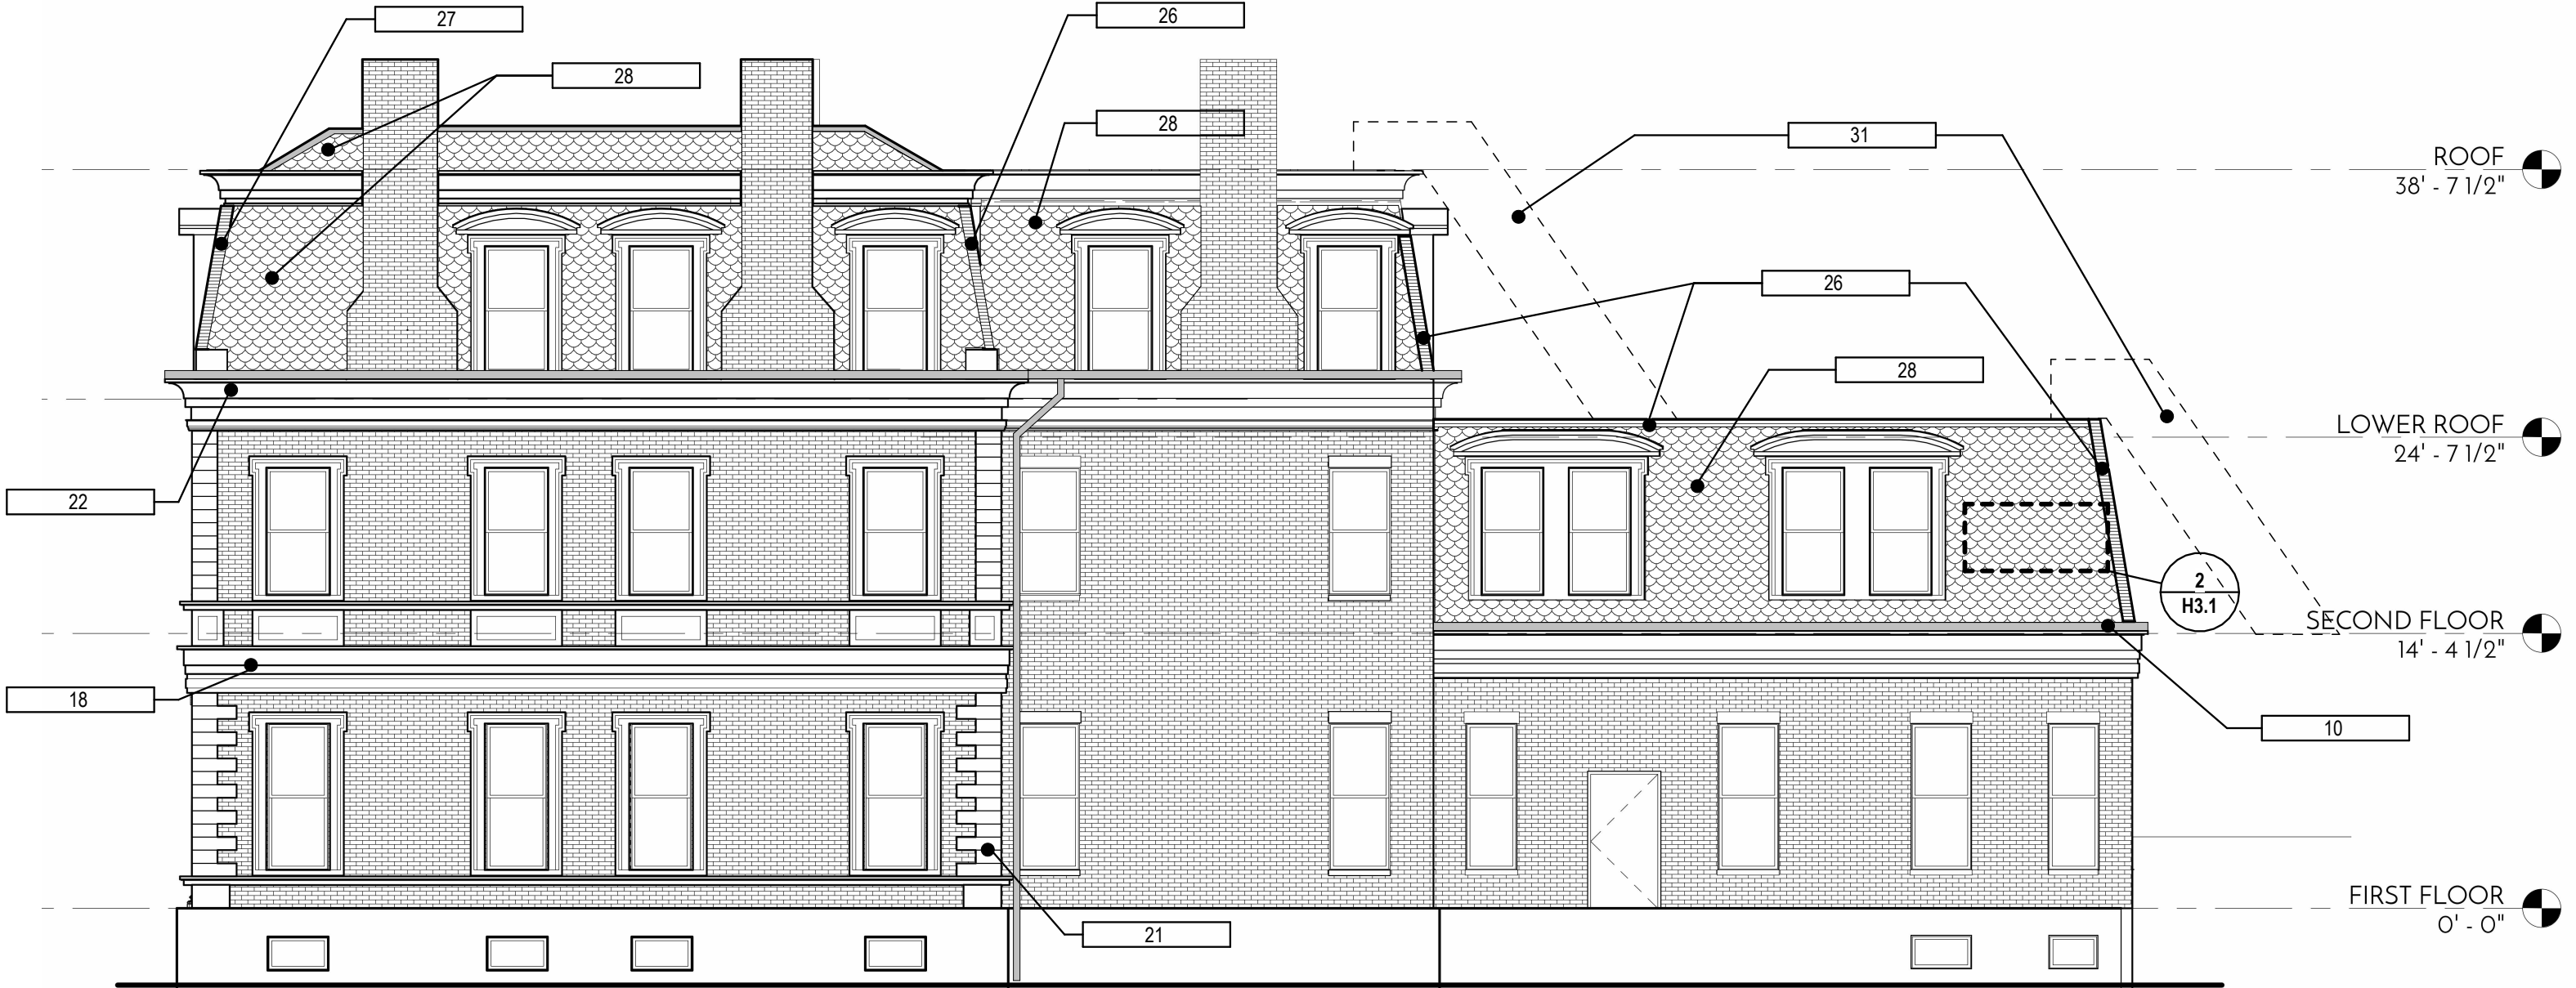 27
26
28
28
31
ROOF
38' - 7 1/2"
26
28
LOWER ROOF
24' - 7 1/2"
22
2
H3.1
SECOND FLOOR
14' - 4 1/2"
18
10
FIRST FLOOR
0' - 0"
21